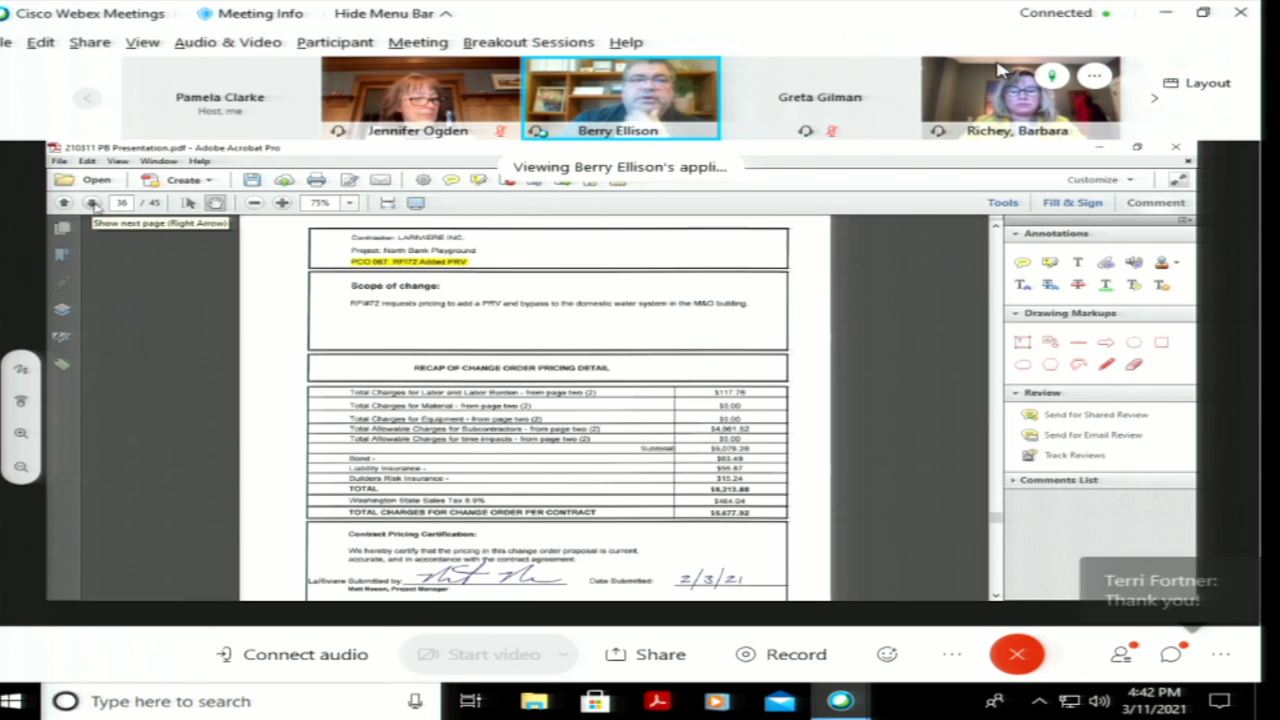 Cisco Webex Meetings Meeting Info Hide Menu Bar Connected
le Edit Share View Audio & Video Participant Meeting Breakout Sessions Help
Pamela Clarke
Host, me
Jennifer Ogden
Berry Ellison
Greta Gilman
Richey, Barbara
Layout
210311 PB Presentation.pdf - Adobe Acrobat Pro
File Edit View Window Help
Viewing Berry Ellison's appli...
Open Create Customize
36 / 45 75% Tools Fill & Sign Comment
Show next page (Right Arrow)
Contractor: LARIVIERE INC.
Project: North Bank Playground
PCO 067 RFI72 Added PRV
Scope of change:
RFI#72 requests pricing to add a PRV and bypass to the domestic water system in the M&O building.
RECAP OF CHANGE ORDER PRICING DETAIL
Total Charges for Labor and Labor Burden - from page two (2) $117.76
Total Charges for Material - from page two (2) $0.00
Total Charges for Equipment - from page two (2) $0.00
Total Allowable Charges for Subcontractors - from page two (2) $4,961.52
Total Allowable Charges for time impacts - from page two (2) $0.00
Subtotal $5,079.28
Bond - $63.49
Liability Insurance - $55.87
Builders Risk Insurance - $15.24
TOTAL $5,213.88
Washington State Sales Tax 8.9% $464.04
TOTAL CHARGES FOR CHANGE ORDER PER CONTRACT $5,677.92
Contract Pricing Certification:
We hereby certify that the pricing in this change order proposal is current,
accurate, and in accordance with the contract agreement.
LaRiviere Submitted by: Date Submitted: 2/3/21
Matt Mason, Project Manager
Annotations
Drawing Markups
Review
Send for Shared Review
Send for Email Review
Track Reviews
Comments List
Terri Fortner:
Thank you!
Connect audio Start video Share Record
Type here to search
4:42 PM
3/11/2021